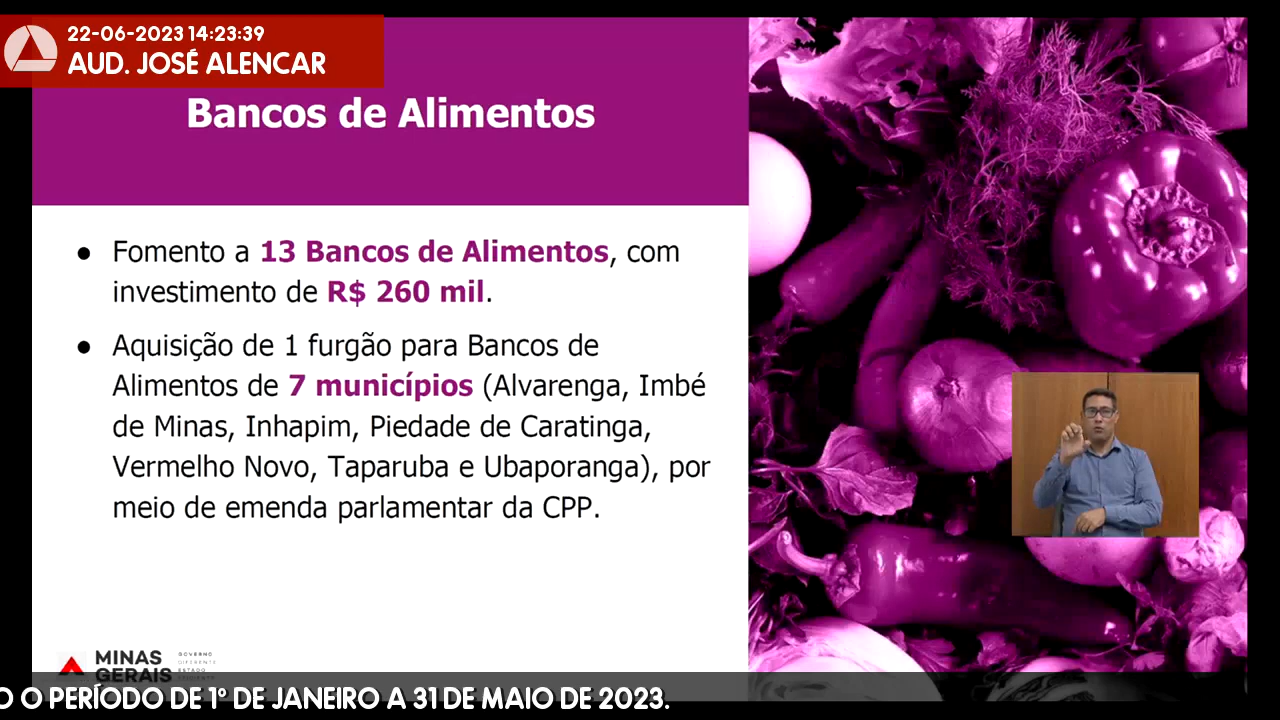 22-06-2023 14:23:39
AUD. JOSÉ ALENCAR
Bancos de Alimentos
● Fomento a 13 Bancos de Alimentos, com
investimento de R$ 260 mil.
● Aquisição de 1 furgão para Bancos de
Alimentos de 7 municípios (Alvarenga, Imbé
de Minas, Inhapim, Piedade de Caratinga,
Vermelho Novo, Taparuba e Ubaporanga), por
meio de emenda parlamentar da CPP.
MINAS
GERAIS
GOVERNO
DIFERENTE
ESTADO
O O PERÍODO DE 1º DE JANEIRO A 31 DE MAIO DE 2023.